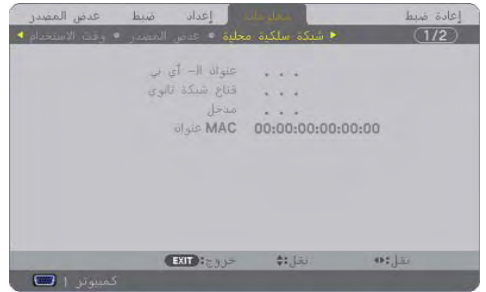 عرض المصدر ضبط إعداد معلومات إعادة ضبط
شبكة سلكية محلية • عرض المصدر • وقت الاستخدام 1/2
عنوان الـ- أي بي . . .
قناع شبكة ثانوي . . .
مدخل . . .
عنوان MAC 00:00:00:00:00:00
خروج: EXIT نقل: نقل:
كمبيوتر 1